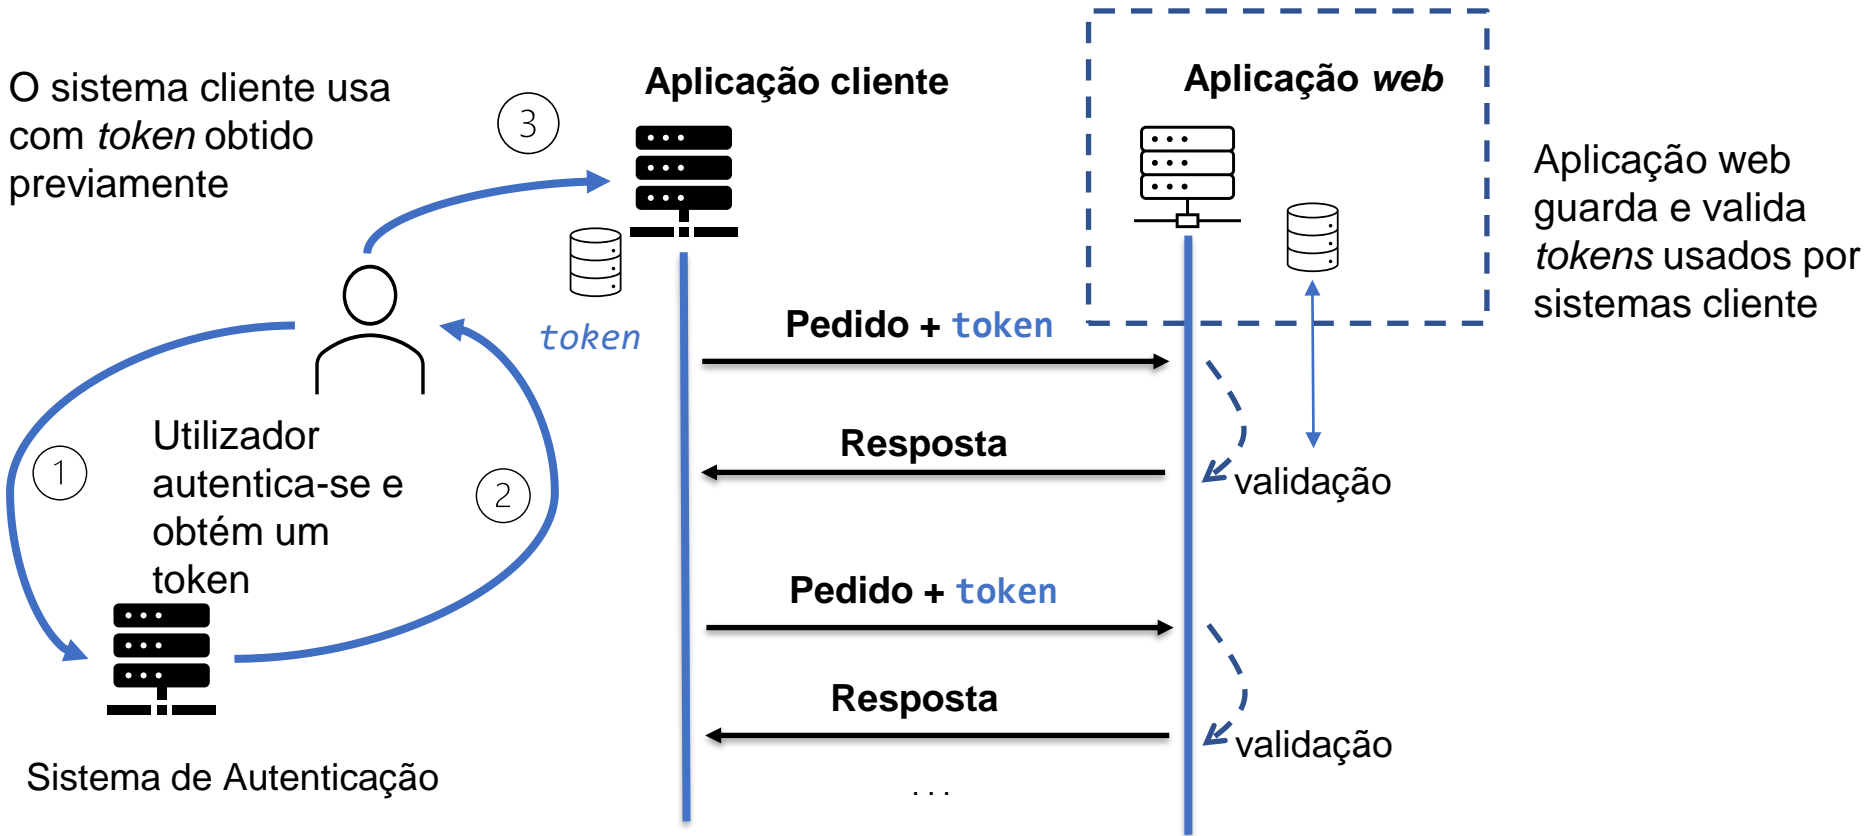 O sistema cliente usa
com token obtido
previamente
3
Aplicação cliente
Aplicação web
Aplicação web
guarda e valida
tokens usados por
sistemas cliente
token
Pedido + token
Resposta
validação
1
Utilizador
autentica-se e
obtém um
token
2
Pedido + token
Resposta
validação
Sistema de Autenticação
...